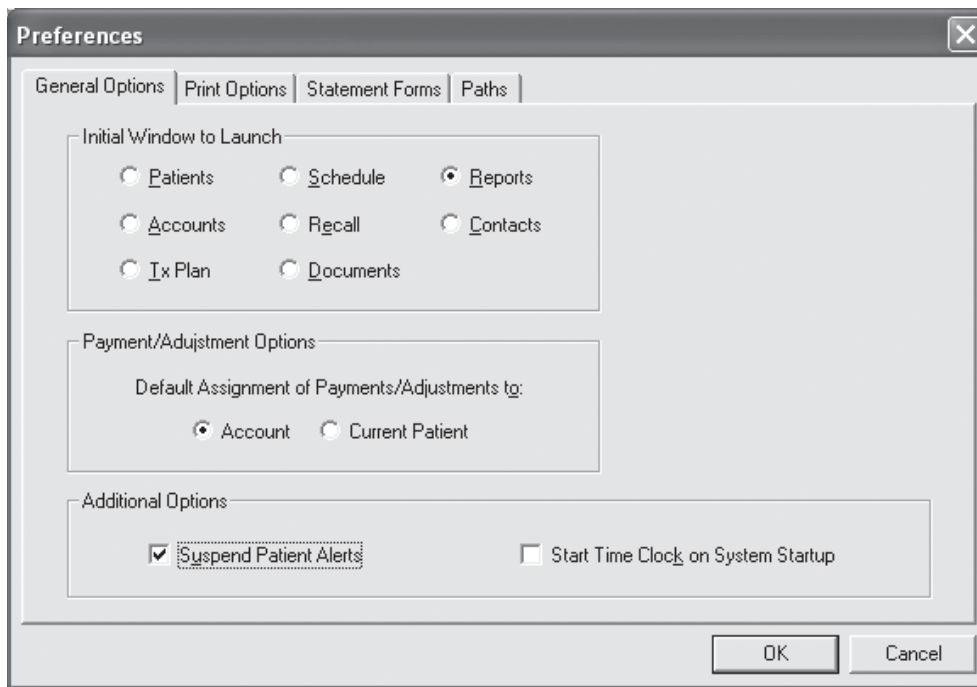 Preferences
General Options Print Options Statement Forms Paths
Initial Window to Launch
Patients Schedule Reports
Accounts Recall Contacts
Tx Plan Documents
Payment/Adujstment Options
Default Assignment of Payments/Adjustments to:
Account Current Patient
Additional Options
Suspend Patient Alerts Start Time Clock on System Startup
OK Cancel